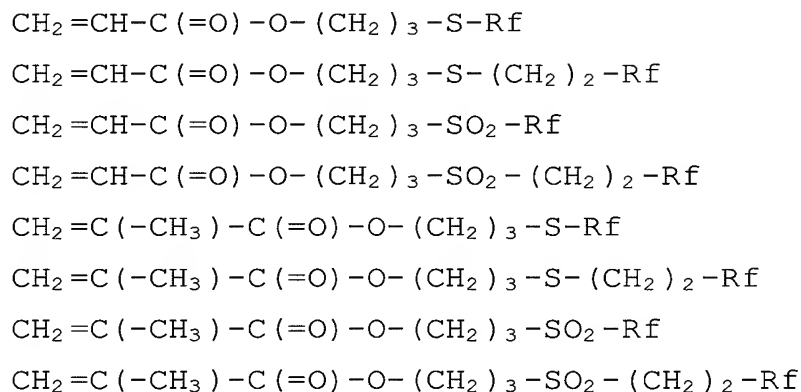 CH₂=CH-C(=O)-O-(CH₂)₃-S-Rf
CH₂=CH-C(=O)-O-(CH₂)₃-S-(CH₂)₂-Rf
CH₂=CH-C(=O)-O-(CH₂)₃-SO₂-Rf
CH₂=CH-C(=O)-O-(CH₂)₃-SO₂-(CH₂)₂-Rf
CH₂=C(-CH₃)-C(=O)-O-(CH₂)₃-S-Rf
CH₂=C(-CH₃)-C(=O)-O-(CH₂)₃-S-(CH₂)₂-Rf
CH₂=C(-CH₃)-C(=O)-O-(CH₂)₃-SO₂-Rf
CH₂=C(-CH₃)-C(=O)-O-(CH₂)₃-SO₂-(CH₂)₂-Rf